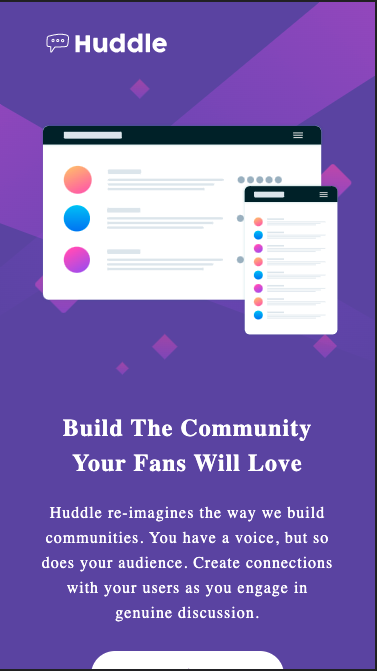 Huddle
Build The Community
Your Fans Will Love
Huddle re-imagines the way we build
communities. You have a voice, but so
does your audience. Create connections
with your users as you engage in
genuine discussion.